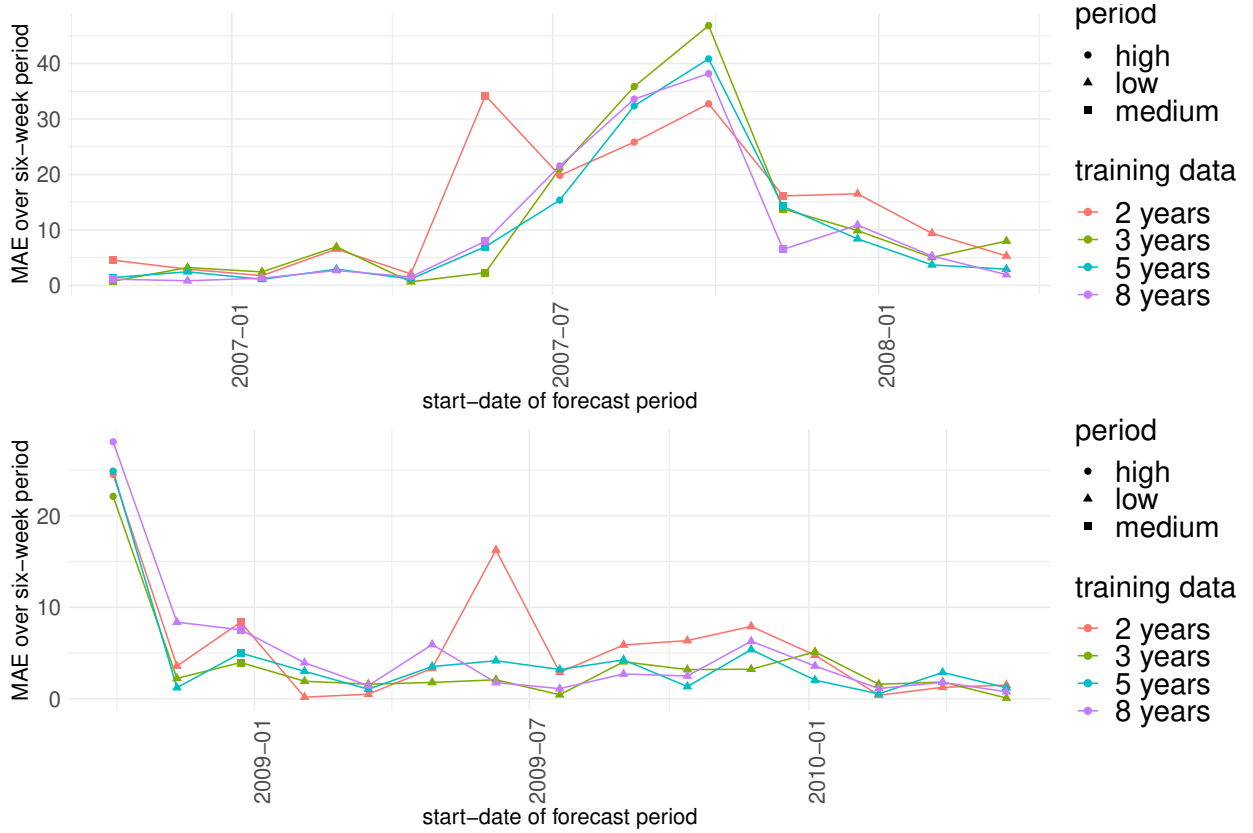 MAE over six−week period
40
30
20
10
0
2007−01
2007−07
2008−01
start−date of forecast period
period
high
low
medium
training data
2 years
3 years
5 years
8 years
MAE over six−week period
20
10
0
2009−01
2009−07
2010−01
start−date of forecast period
period
high
low
medium
training data
2 years
3 years
5 years
8 years